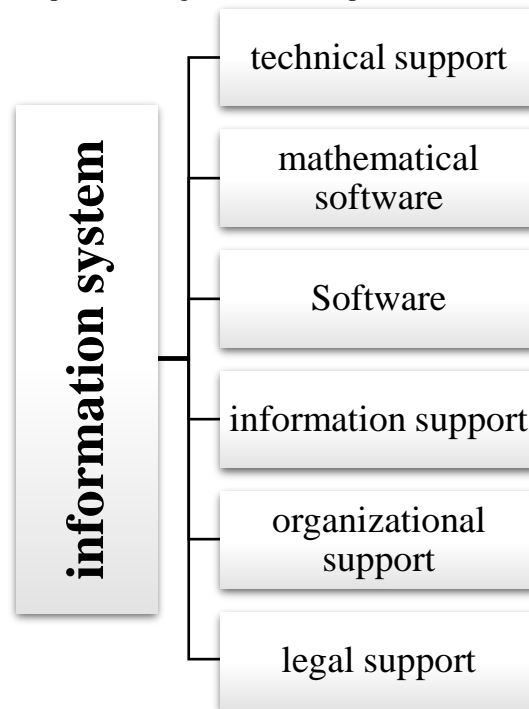 information system
technical support
mathematical
software
Software
information support
organizational
support
legal support